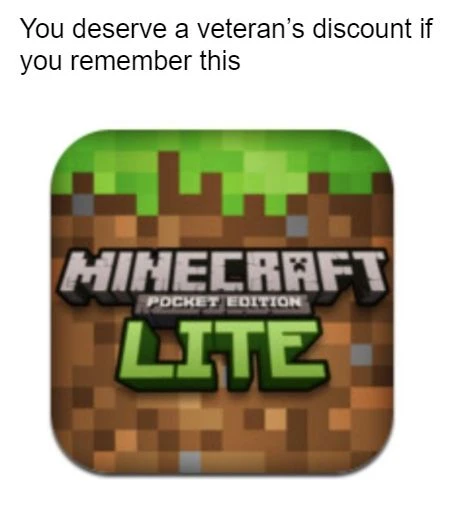 You deserve a veteran’s discount if
you remember this
MINECRAFT
POCKET EDITION
LITE